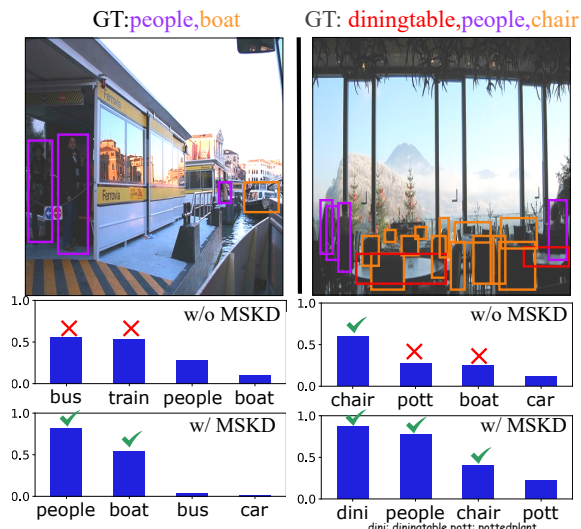 GT:people,boat
GT: diningtable,people,chair
Ferrovia
Ferrovia
Ferrovia
1.0
w/o MSKD
0.5
0.0
bus train people boat
1.0
w/ MSKD
0.5
0.0
people boat bus car
1.0
w/o MSKD
0.5
0.0
chair pott boat car
1.0
w/ MSKD
0.5
0.0
dini people chair pott
dini: diningtable pott: pottedplant